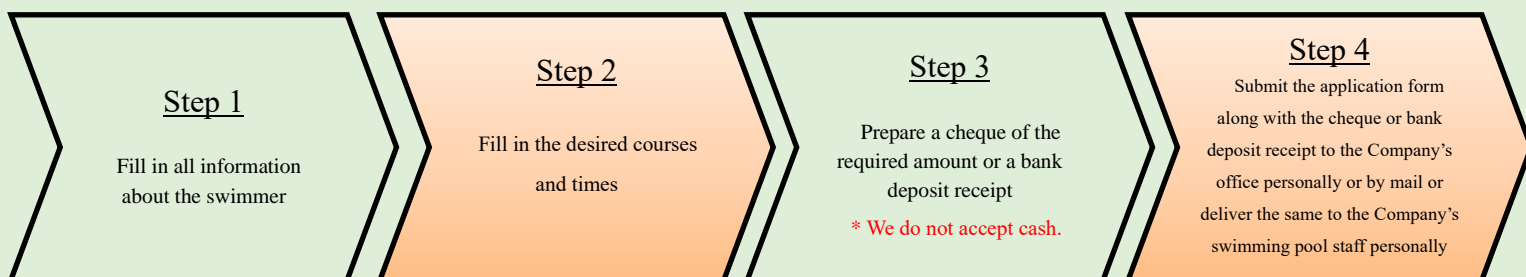 Step 1
Fill in all information
about the swimmer
Step 2
Fill in the desired courses
and times
Step 3
Prepare a cheque of the
required amount or a bank
deposit receipt
* We do not accept cash.
Step 4
Submit the application form
along with the cheque or bank
deposit receipt to the Company’s
office personally or by mail or
deliver the same to the Company’s
swimming pool staff personally